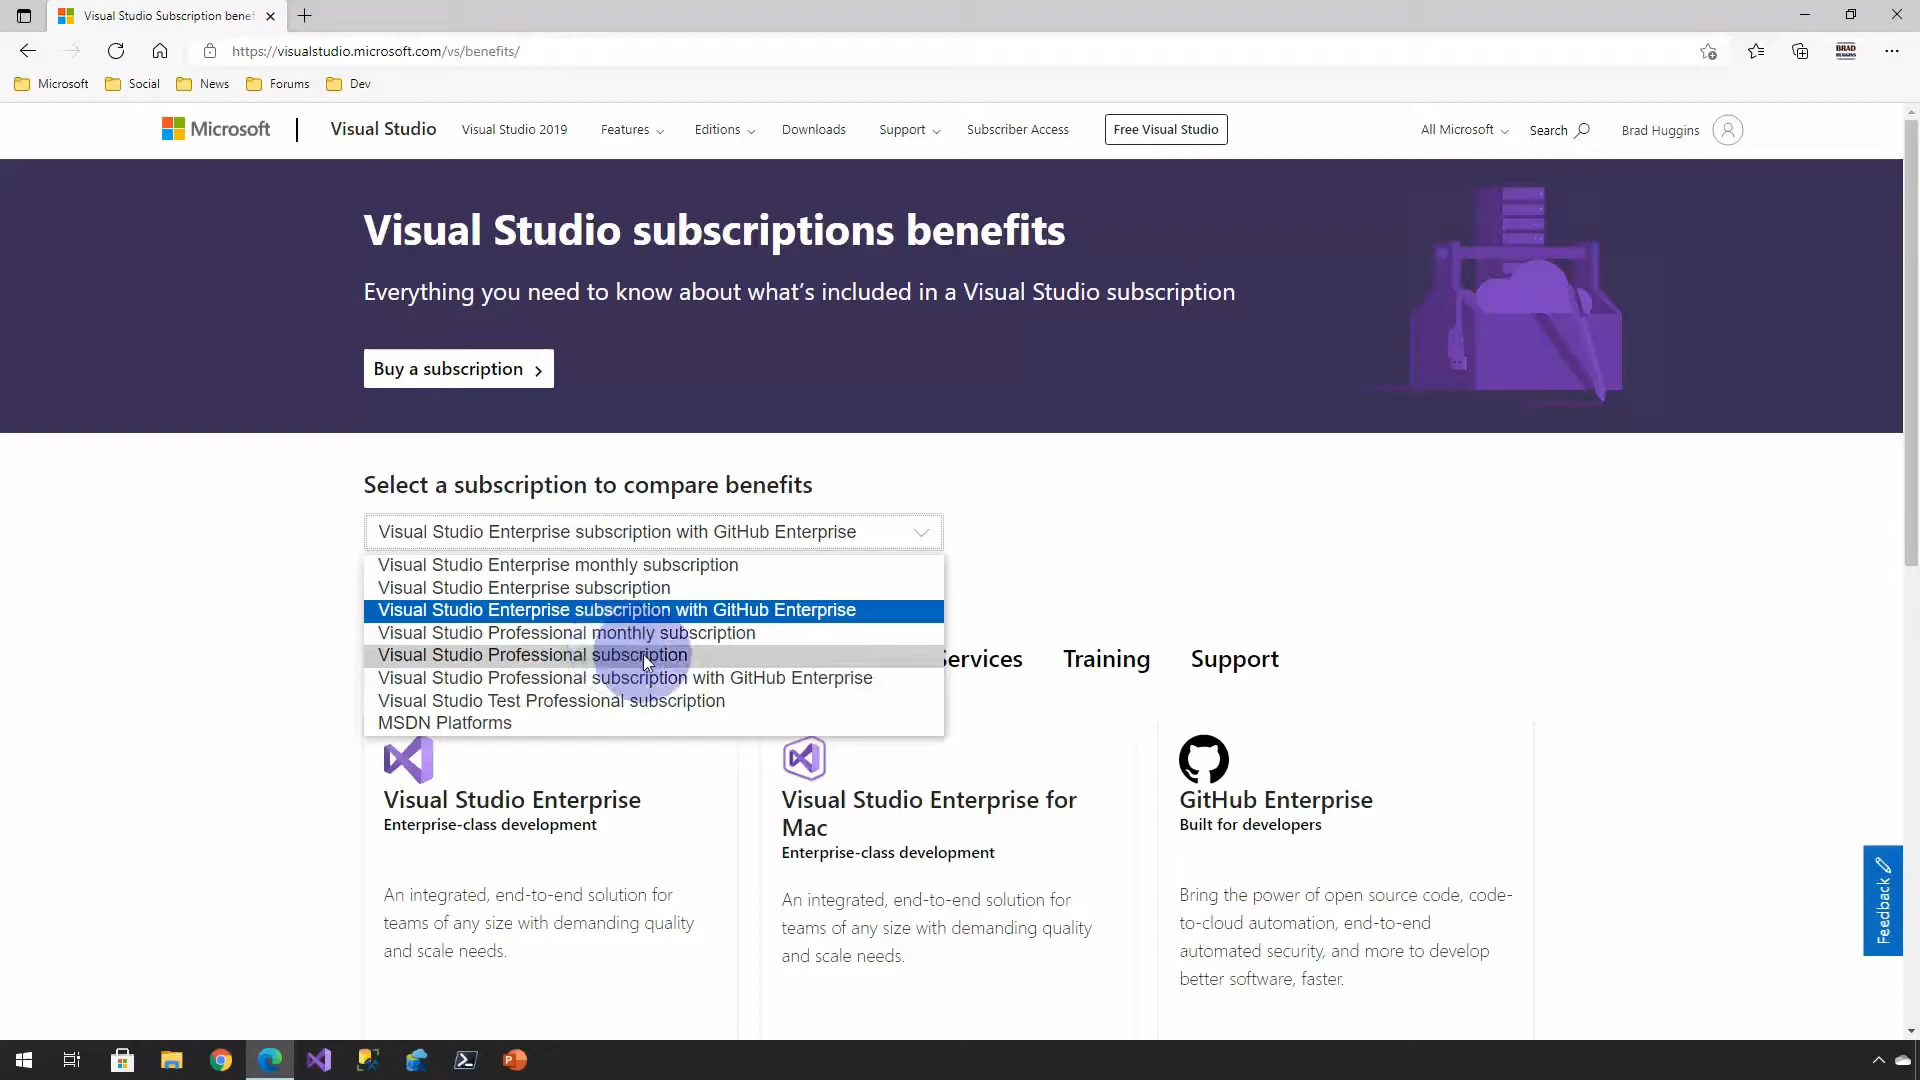 Visual Studio Subscription benef
https://visualstudio.microsoft.com/vs/benefits/
BRAD
HUGGINS
Microsoft Social News Forums Dev
Microsoft Visual Studio Visual Studio 2019 Features Editions Downloads Support Subscriber Access Free Visual Studio All Microsoft Search Brad Huggins
Visual Studio subscriptions benefits
Everything you need to know about what’s included in a Visual Studio subscription
Buy a subscription
Select a subscription to compare benefits
Visual Studio Enterprise subscription with GitHub Enterprise
Visual Studio Enterprise monthly subscription
Visual Studio Enterprise subscription
Visual Studio Enterprise subscription with GitHub Enterprise
Visual Studio Professional monthly subscription
Visual Studio Professional subscription
Visual Studio Professional subscription with GitHub Enterprise
Visual Studio Test Professional subscription
MSDN Platforms
Services Training Support
Visual Studio Enterprise
Enterprise-class development
An integrated, end-to-end solution for
teams of any size with demanding quality
and scale needs.
Visual Studio Enterprise for
Mac
Enterprise-class development
An integrated, end-to-end solution for
teams of any size with demanding quality
and scale needs.
GitHub Enterprise
Built for developers
Bring the power of open source code, code-
to-cloud automation, end-to-end
automated security, and more to develop
better software, faster.
Feedback